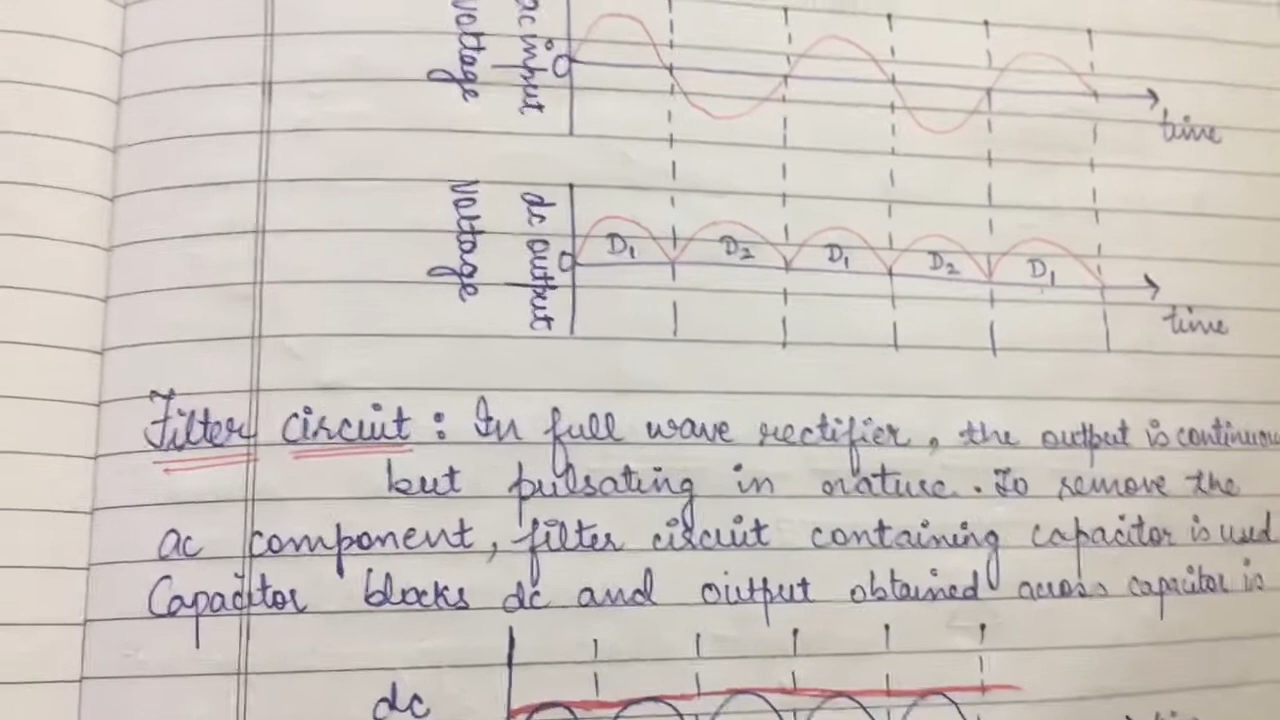 ac input
voltage
0
time
dc output
voltage
0
D₁ D₂ D₁ D₂ D₁
time
Filter circuit : In full wave rectifier, the output is continuou
but pulsating in nature. To remove the
ac component, filter circuit containing capacitor is used
Capacitor blocks dc and output obtained across capacitor is
dc